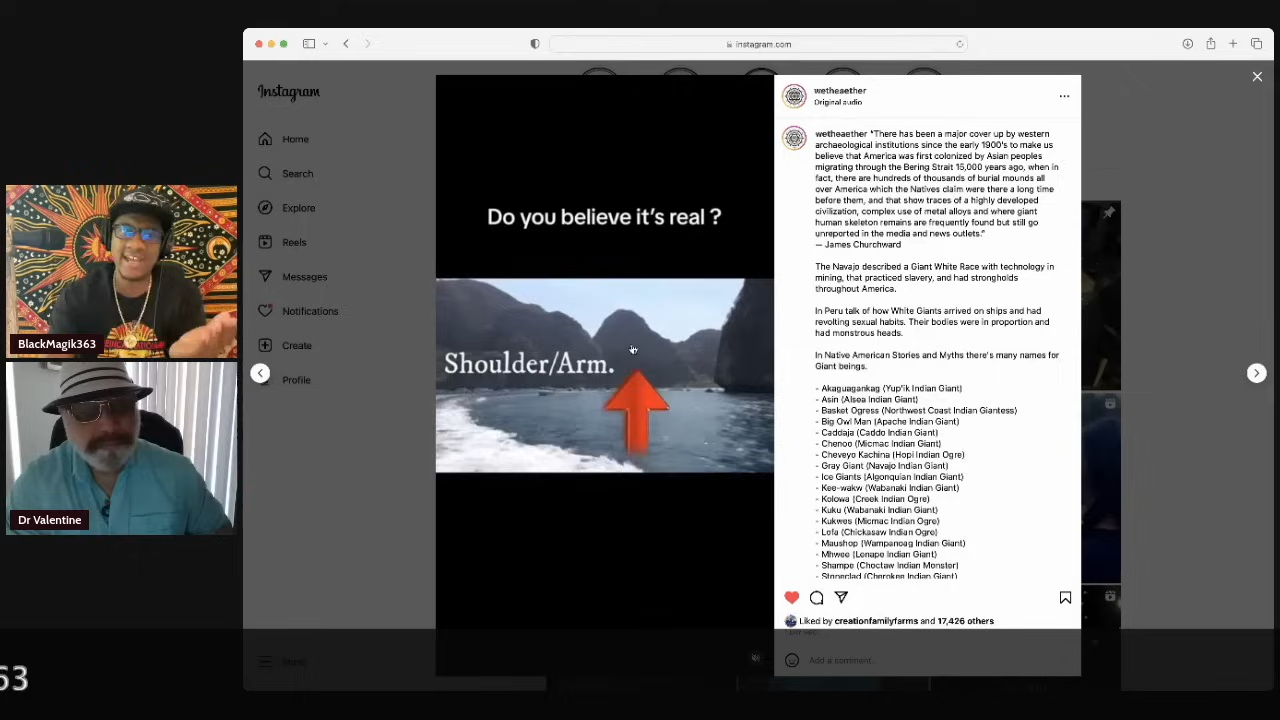 instagram.com
Instagram
Home
Search
Explore
Reels
Messages
Notifications
Create
Profile
BlackMagik363
Dr Valentine
63
Do you believe it's real ?
Shoulder/Arm.
wetheaether
Original audio
wetheaether "There has been a major cover up by western
archaeological institutions since the early 1900's to make us
believe that America was first colonized by Asian peoples
migrating through the Bering Strait 15,000 years ago, when in
fact, there are hundreds of thousands of burial mounds all
over America which the Natives claim were there a long time
before them, and that show traces of a highly developed
civilization, complex use of metal alloys and where giant
human skeleton remains are frequently found but still go
unreported in the media and news outlets."
— James Churchward
The Navajo described a Giant White Race with technology in
mining, that practiced slavery, and had strongholds
throughout America.
In Peru talk of how White Giants arrived on ships and had
revolting sexual habits. Their bodies were in proportion and
had monstrous heads.
In Native American Stories and Myths there's many names for
Giant beings.
- Akaguagankag (Yup'ik Indian Giant)
- Asin (Alsea Indian Giant)
- Basket Ogress (Northwest Coast Indian Giantess)
- Big Owl Man (Apache Indian Giant)
- Caddaja (Caddo Indian Giant)
- Chenoo (Micmac Indian Giant)
- Cheveyo Kachina (Hopi Indian Ogre)
- Gray Giant (Navajo Indian Giant)
- Ice Giants (Algonquian Indian Giant)
- Kee-wakw (Wabanaki Indian Giant)
- Kolowa (Creek Indian Ogre)
- Kuku (Wabanaki Indian Giant)
- Kukwes (Micmac Indian Ogre)
- Lofa (Chickasaw Indian Ogre)
- Maushop (Wampanoag Indian Giant)
- Mhwee (Lenape Indian Giant)
- Shampe (Choctaw Indian Monster)
- Stoneclad (Cherokee Indian Giant)
Liked by creationfamilyfarms and 17,426 others
Add a comment...